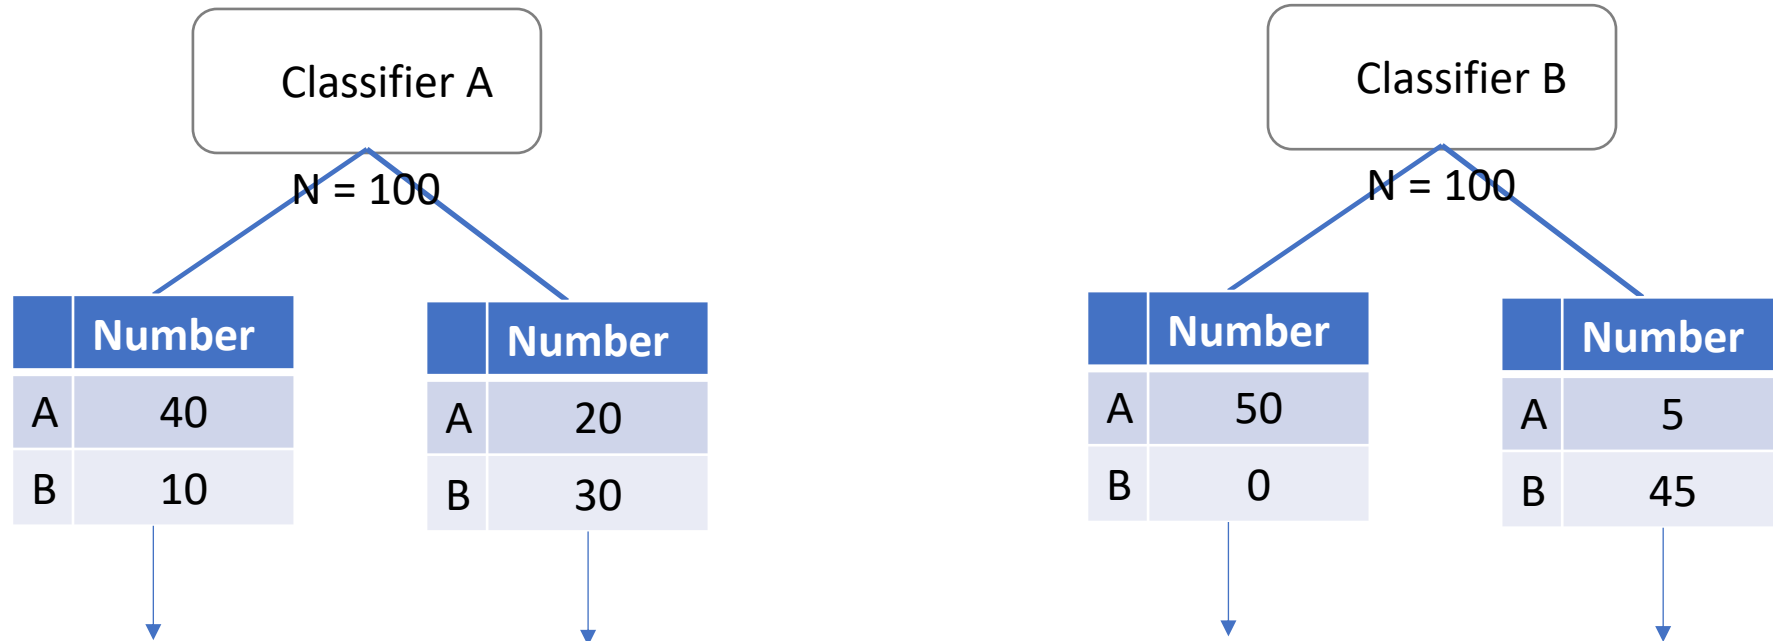 Classifier A
N = 100
Number
A 40
B 10
Number
A 20
B 30
Classifier B
N = 100
Number
A 50
B 0
Number
A 5
B 45